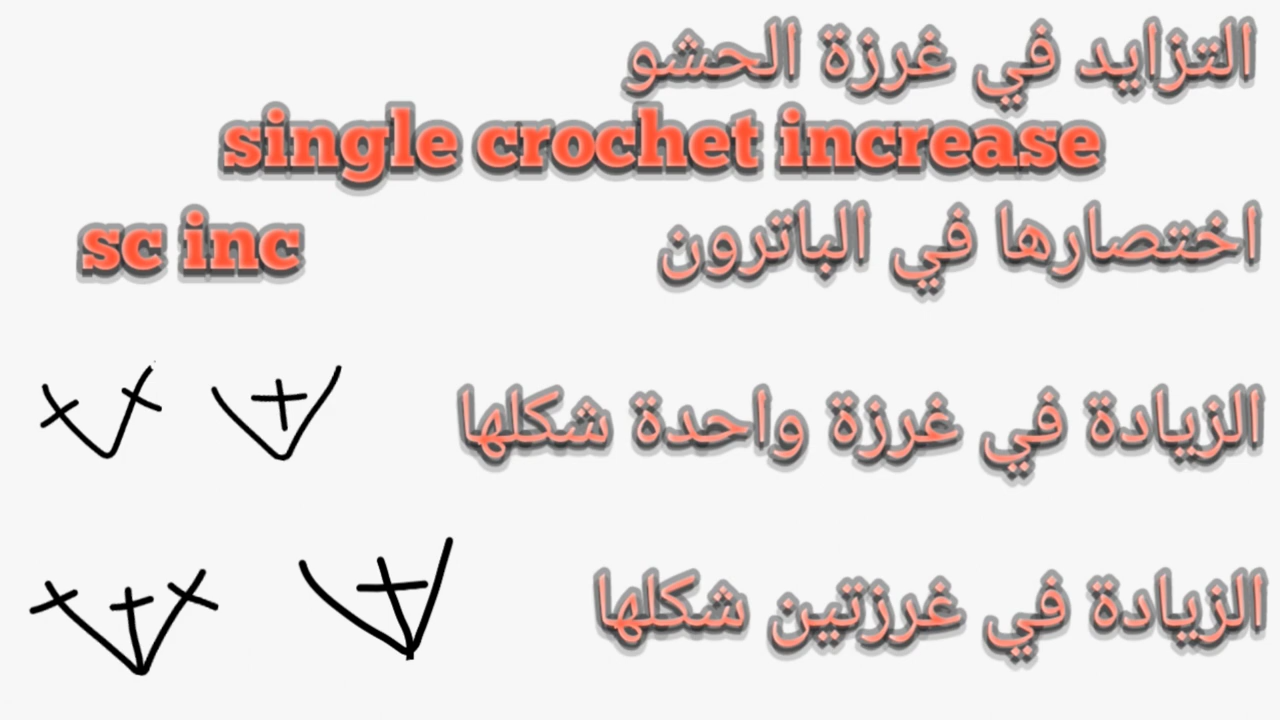 التزايد في غرزة الحشو
single crochet increase
اختصارها في الباترون sc inc
الزيادة في غرزة واحدة شكلها
الزيادة في غرزتين شكلها